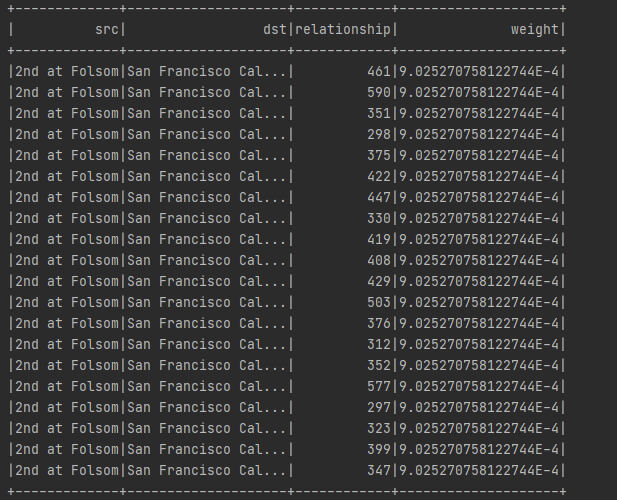 +-------------+--------------------+------------+--------------------+
|          src|                 dst|relationship|              weight|
+-------------+--------------------+------------+--------------------+
|2nd at Folsom|San Francisco Cal...|         461|9.025270758122744E-4|
|2nd at Folsom|San Francisco Cal...|         590|9.025270758122744E-4|
|2nd at Folsom|San Francisco Cal...|         351|9.025270758122744E-4|
|2nd at Folsom|San Francisco Cal...|         298|9.025270758122744E-4|
|2nd at Folsom|San Francisco Cal...|         375|9.025270758122744E-4|
|2nd at Folsom|San Francisco Cal...|         422|9.025270758122744E-4|
|2nd at Folsom|San Francisco Cal...|         447|9.025270758122744E-4|
|2nd at Folsom|San Francisco Cal...|         330|9.025270758122744E-4|
|2nd at Folsom|San Francisco Cal...|         419|9.025270758122744E-4|
|2nd at Folsom|San Francisco Cal...|         408|9.025270758122744E-4|
|2nd at Folsom|San Francisco Cal...|         429|9.025270758122744E-4|
|2nd at Folsom|San Francisco Cal...|         503|9.025270758122744E-4|
|2nd at Folsom|San Francisco Cal...|         376|9.025270758122744E-4|
|2nd at Folsom|San Francisco Cal...|         312|9.025270758122744E-4|
|2nd at Folsom|San Francisco Cal...|         352|9.025270758122744E-4|
|2nd at Folsom|San Francisco Cal...|         577|9.025270758122744E-4|
|2nd at Folsom|San Francisco Cal...|         297|9.025270758122744E-4|
|2nd at Folsom|San Francisco Cal...|         323|9.025270758122744E-4|
|2nd at Folsom|San Francisco Cal...|         399|9.025270758122744E-4|
|2nd at Folsom|San Francisco Cal...|         347|9.025270758122744E-4|
+-------------+--------------------+------------+--------------------+